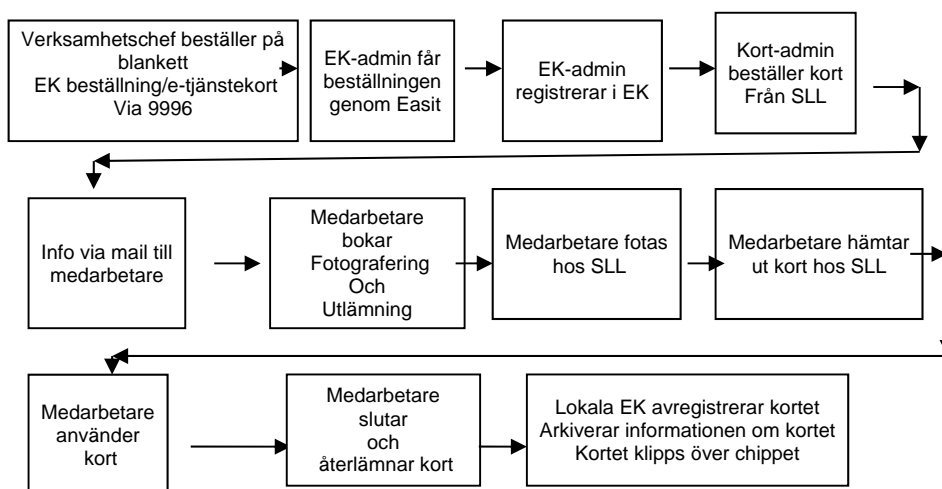 Verksamhetschef beställer på
blankett
EK beställning/e-tjänstekort
Via 9996
EK-admin får
beställningen
genom Easit
EK-admin
registrerar i EK
Kort-admin
beställer kort
Från SLL
Info via mail till
medarbetare
Medarbetare
bokar
Fotografering
Och
Utlämning
Medarbetare fotas
hos SLL
Medarbetare hämtar
ut kort hos SLL
Medarbetare
använder
kort
Medarbetare
slutar
och
återlämnar kort
Lokala EK avregistrerar kortet
Arkiverar informationen om kortet
Kortet klipps över chippet